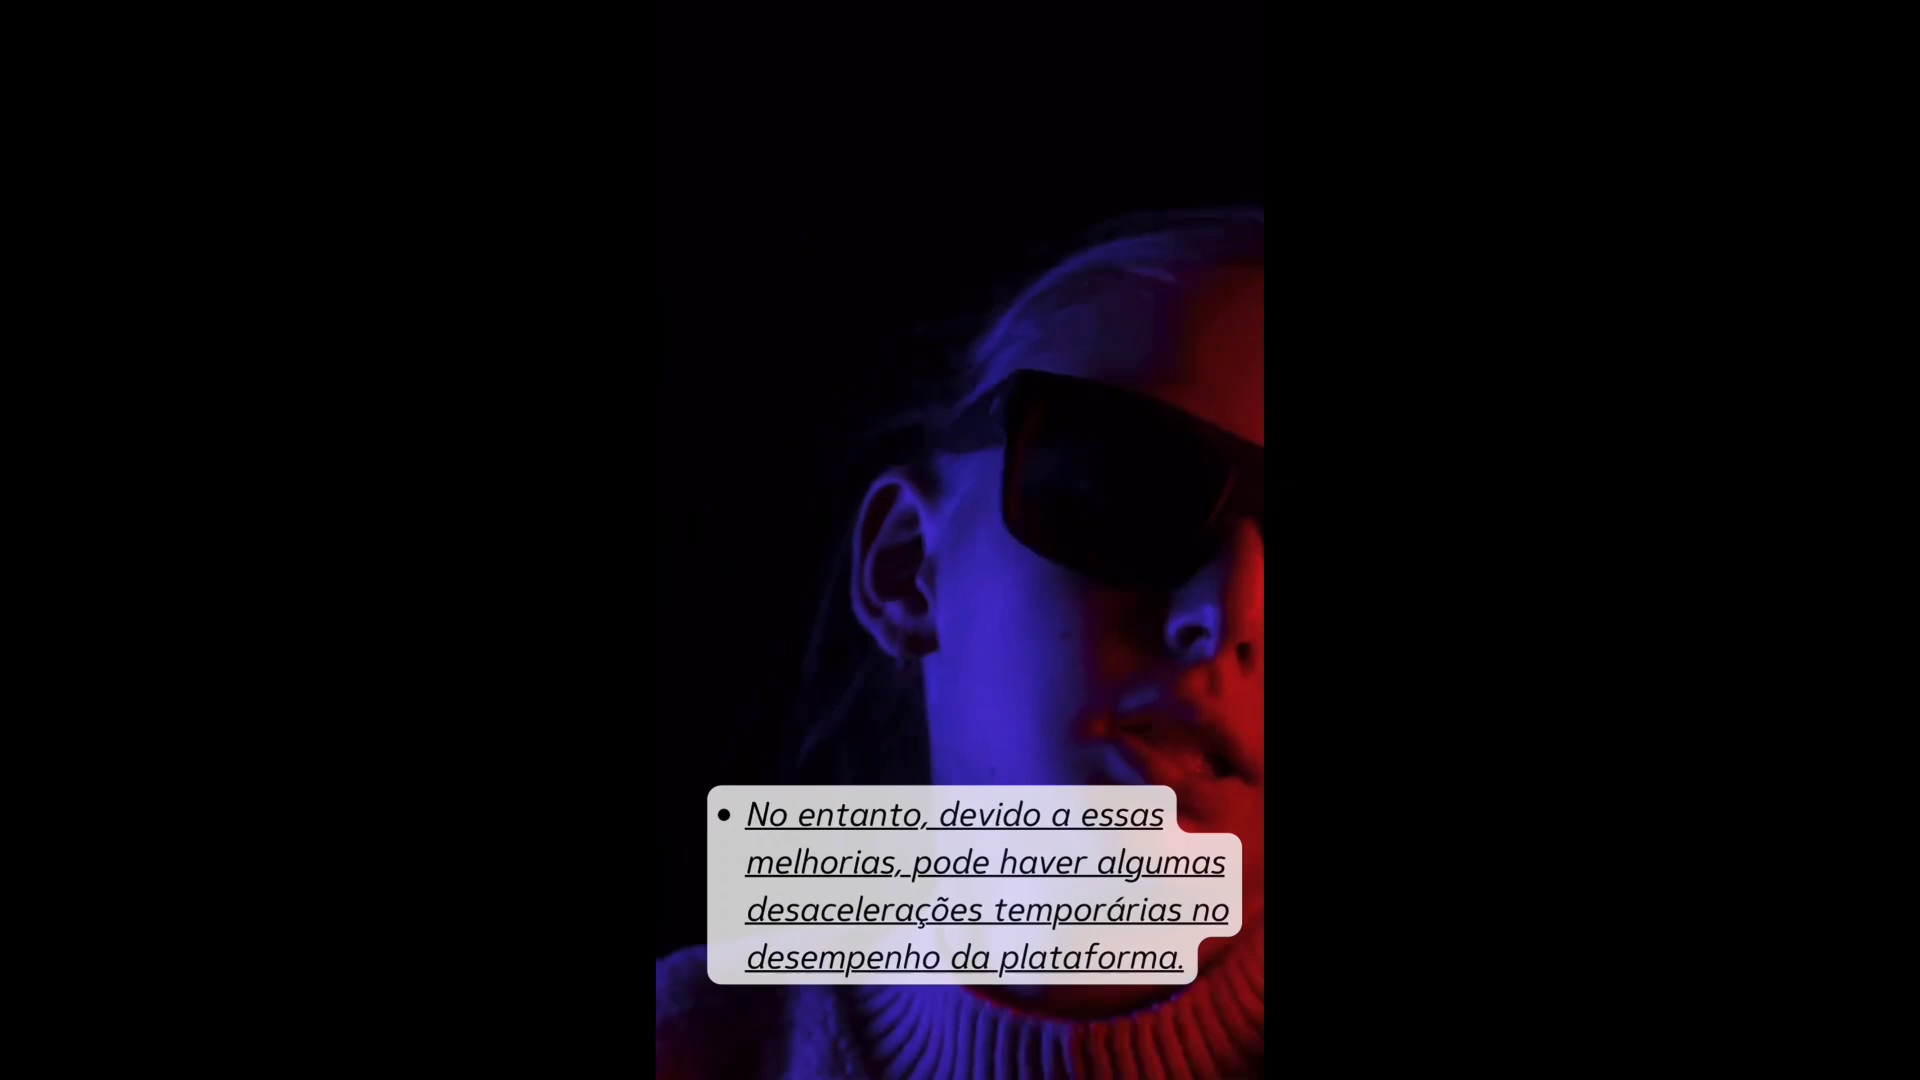 No entanto, devido a essas
melhorias, pode haver algumas
desacelerações temporárias no
desempenho da plataforma.